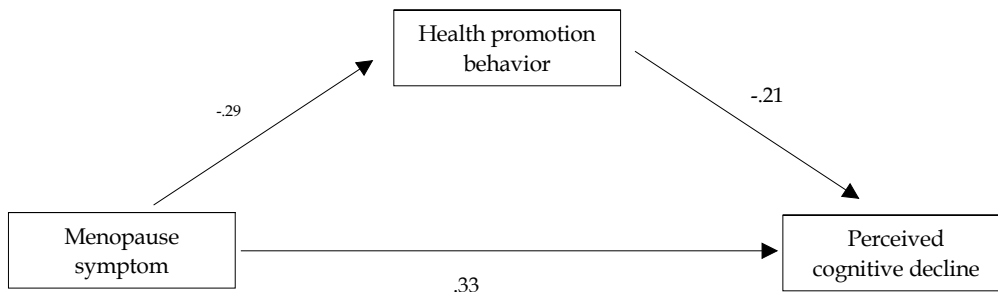 Health promotion
behavior
-.29
-.21
Menopause
symptom
Perceived
cognitive decline
.33